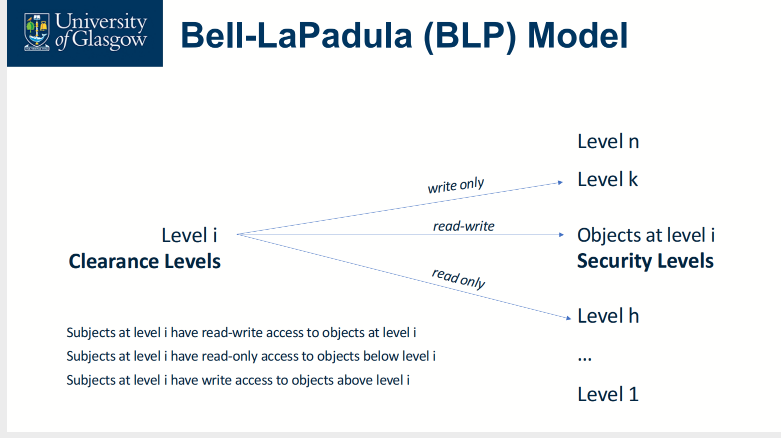 University
of Glasgow
Bell-LaPadula (BLP) Model
Level n
write only
Level k
read-write
Level i
Objects at level i
Clearance Levels
Security Levels
read only
Level h
Subjects at level i have read-write access to objects at level i
Subjects at level i have read-only access to objects below level i
...
Subjects at level i have write access to objects above level i
Level 1